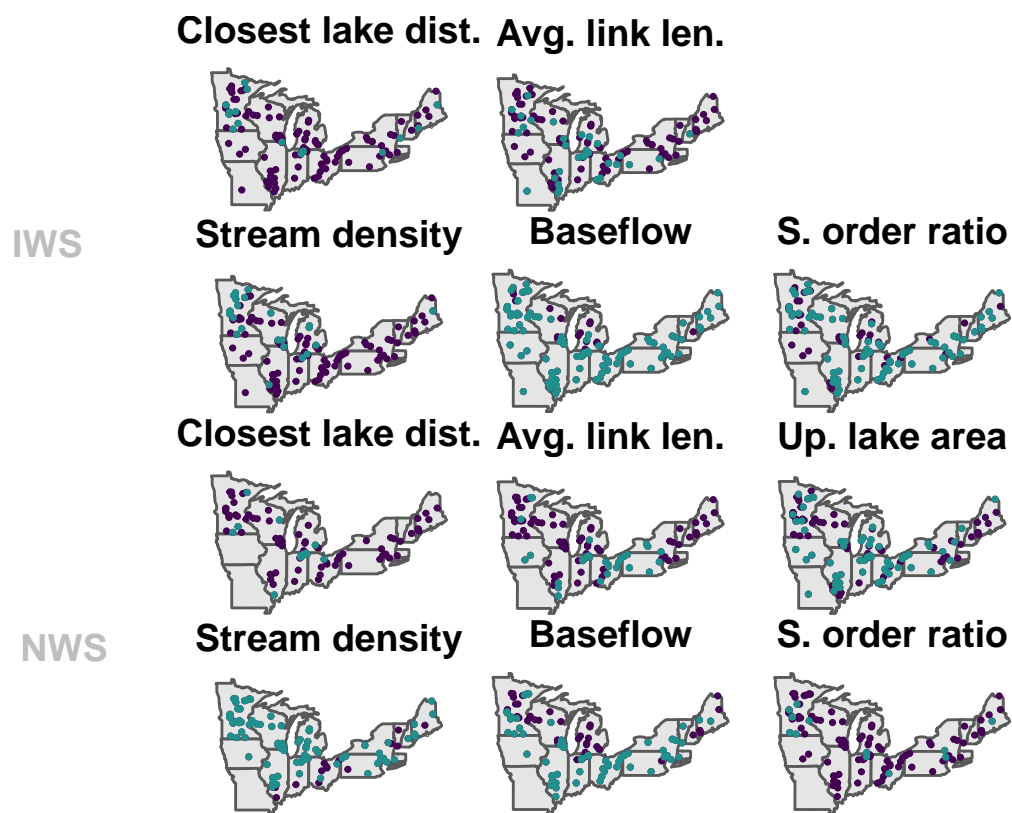 Closest lake dist. Avg. link len.
IWS
Stream density Baseflow S. order ratio
Closest lake dist. Avg. link len. Up. lake area
NWS
Stream density Baseflow S. order ratio